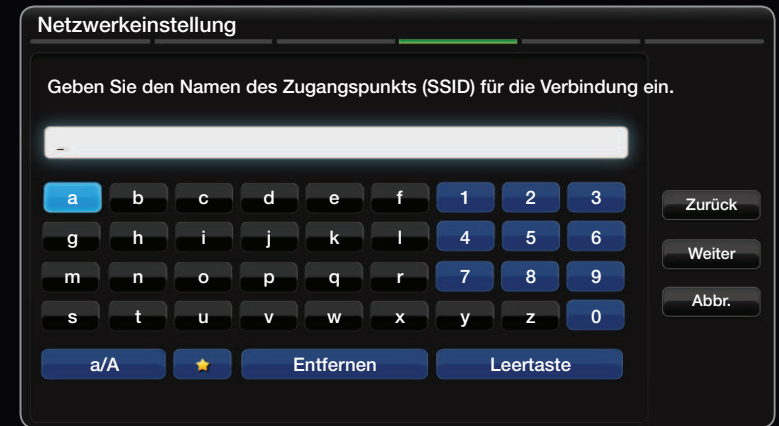 Netzwerkeinstellung
Geben Sie den Namen des Zugangspunkts (SSID) für die Verbindung ein.
_
a b c d e f 1 2 3
g h i j k l 4 5 6
m n o p q r 7 8 9
s t u v w x y z 0
a/A Entfernen Leertaste
Zurück
Weiter
Abbr.